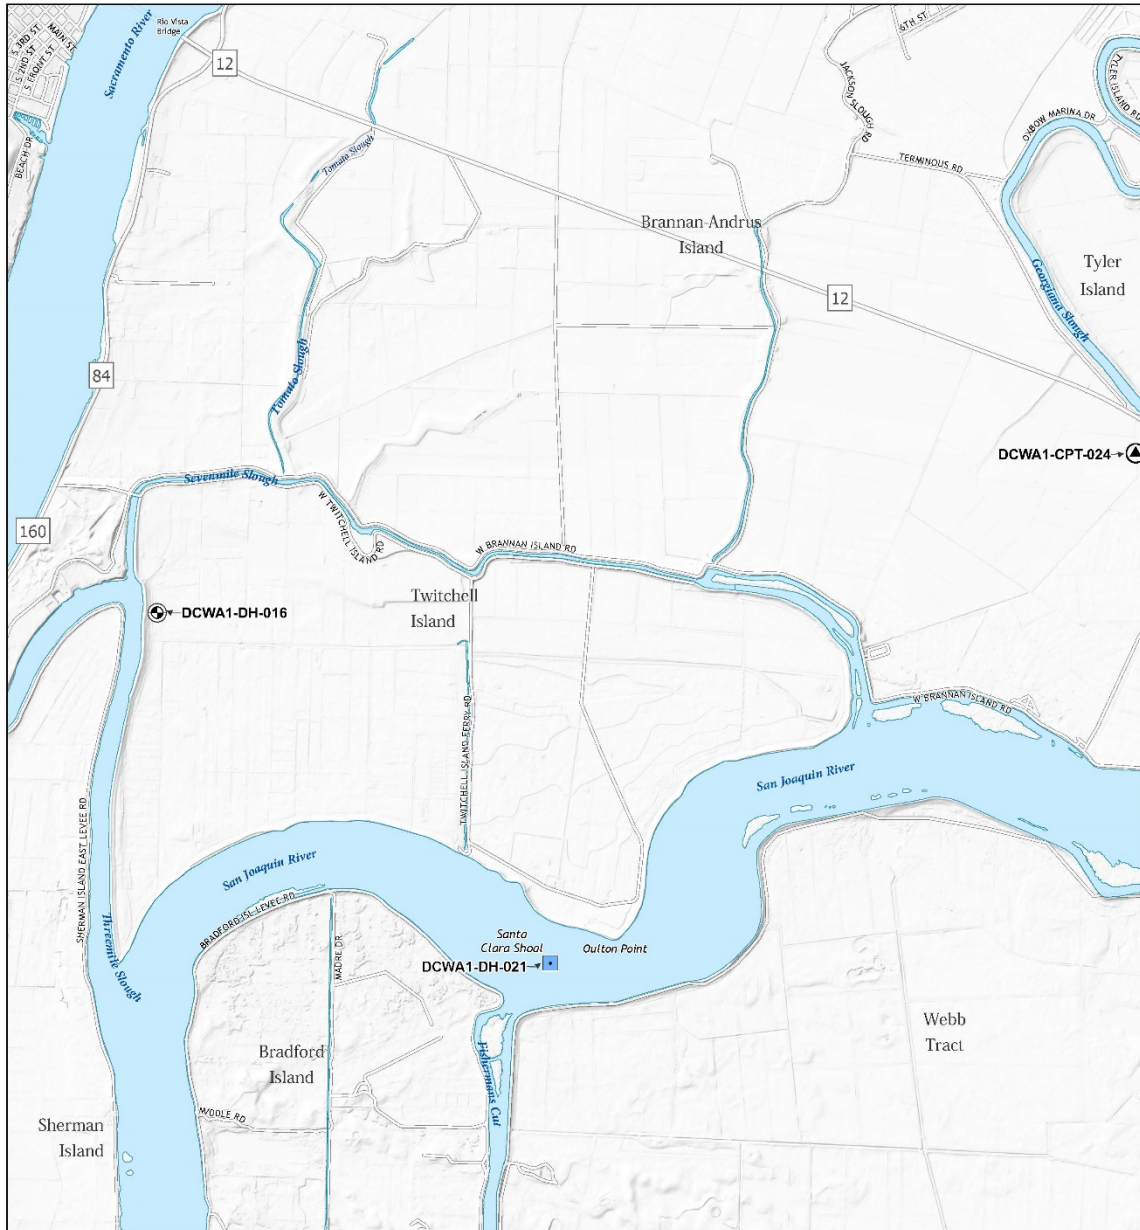 Rio Vista
Bridge
MAIN ST
S 3RD ST
S 2ND ST
S FRONT ST
BEACH DR
Sacramento River
12
6TH ST
JACKSON SLOUGH RD
TYLER ISLAND RD
OXBOW MARINA DR
TERMINOUS RD
Tomato Slough
Brannan-Andrus
Island
Tyler
Island
Georgiana Slough
12
84
Tomato Slough
DCWA1-CPT-024
Sevenmile Slough
W TWITCHELL ISLAND RD
160
W BRANNAN ISLAND RD
Twitchell
Island
DCWA1-DH-016
W BRANNAN ISLAND RD
TWITCHELL ISLAND FERRY RD
San Joaquin River
SHERMAN ISLAND EAST LEVEE RD
San Joaquin River
BRADFORD ISL LEVEE RD
Threemile Slough
MADRE DR
Santa
Clara Shoal
Oulton Point
DCWA1-DH-021
Webb
Tract
Bradford
Island
Fishermans Cut
MIDDLE RD
Sherman
Island